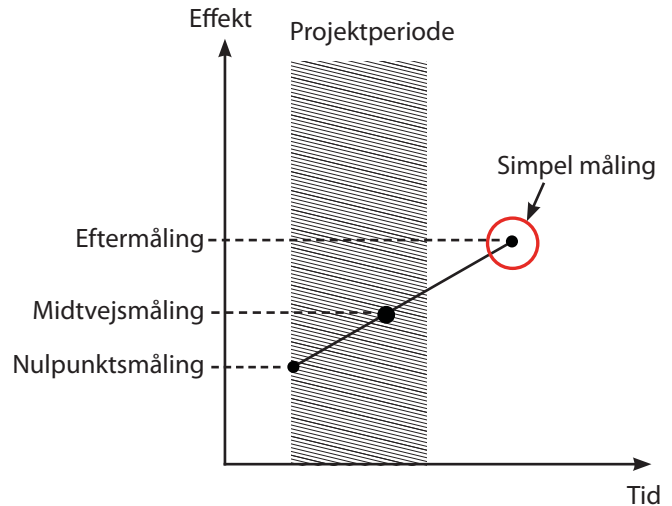 Effekt
Projektperiode
Simpel måling
Eftermåling
Midtvejsmåling
Nulpunktsmåling
Tid